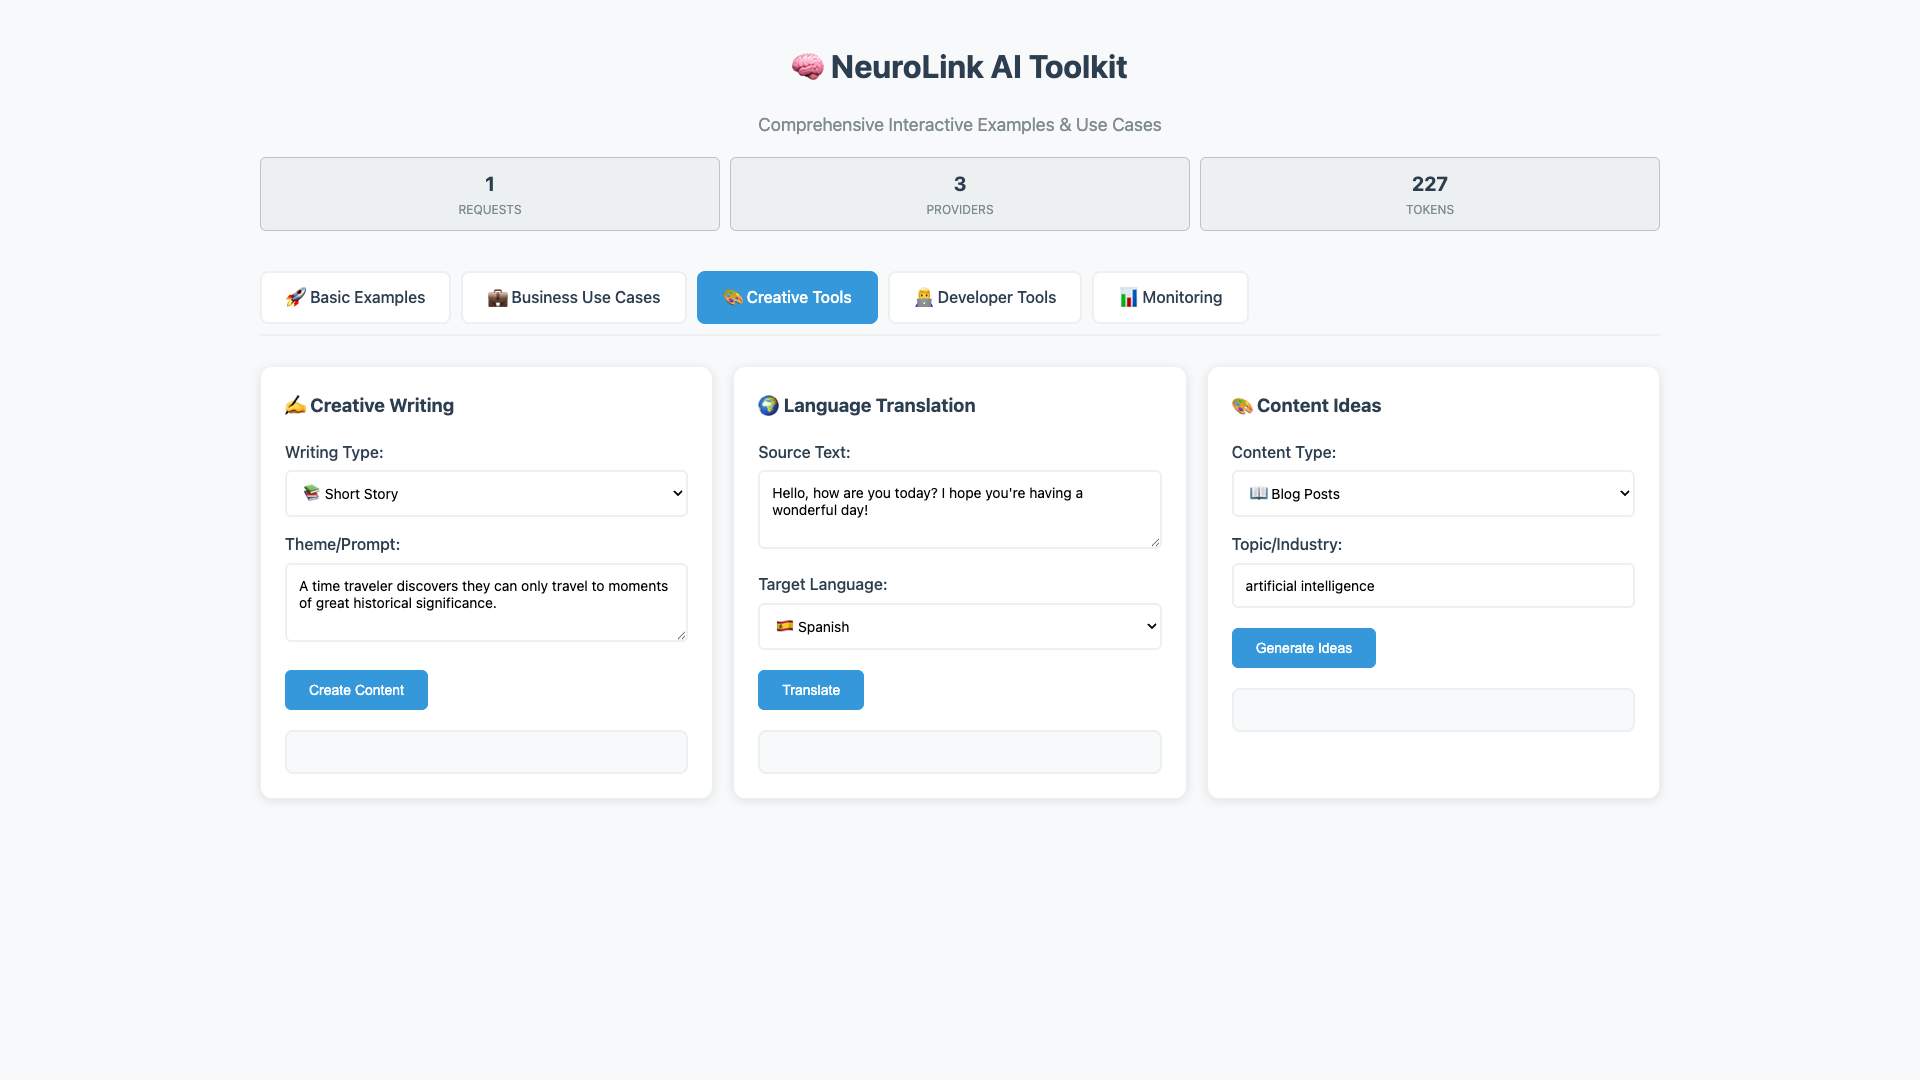 🧠 NeuroLink AI Toolkit
Comprehensive Interactive Examples & Use Cases
1
REQUESTS
3
PROVIDERS
227
TOKENS
🚀 Basic Examples
💼 Business Use Cases
🎨 Creative Tools
👨‍💻 Developer Tools
📊 Monitoring
✍️ Creative Writing
Writing Type:
📚 Short Story
Theme/Prompt:
A time traveler discovers they can only travel to moments
of great historical significance.
Create Content
🌍 Language Translation
Source Text:
Hello, how are you today? I hope you're having a
wonderful day!
Target Language:
🇪🇸 Spanish
Translate
🎨 Content Ideas
Content Type:
📖 Blog Posts
Topic/Industry:
artificial intelligence
Generate Ideas